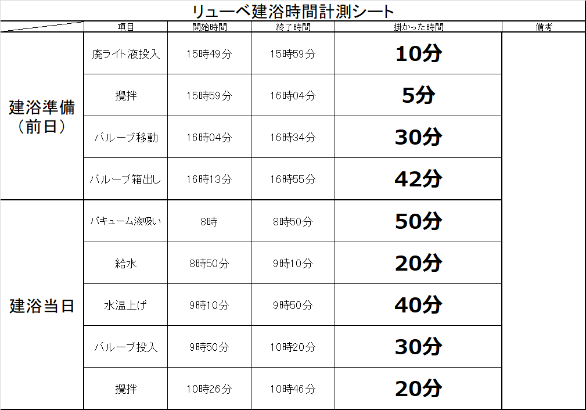 リューベ建浴時間計測シート
項目 開始時間 終了時間 掛かった時間 備考
建浴準備
（前日）
廃ライト液投入 15時49分 15時59分 10分
攪拌 15時59分 16時04分 5分
バルーブ移動 16時04分 16時34分 30分
バルーブ箱出し 16時13分 16時55分 42分
建浴当日
バキューム液吸い 8時 8時50分 50分
給水 8時50分 9時10分 20分
水温上げ 9時10分 9時50分 40分
バルーブ投入 9時50分 10時20分 30分
攪拌 10時26分 10時46分 20分